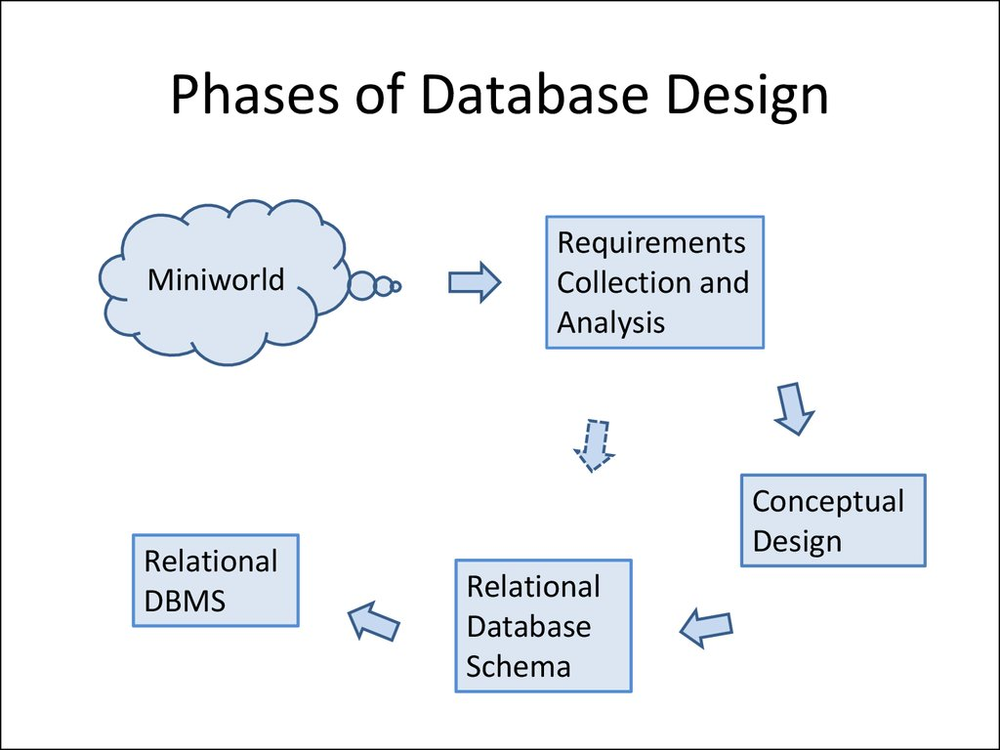 Phases of Database Design
Miniworld
Requirements
Collection and
Analysis
Conceptual
Design
Relational
Database
Schema
Relational
DBMS